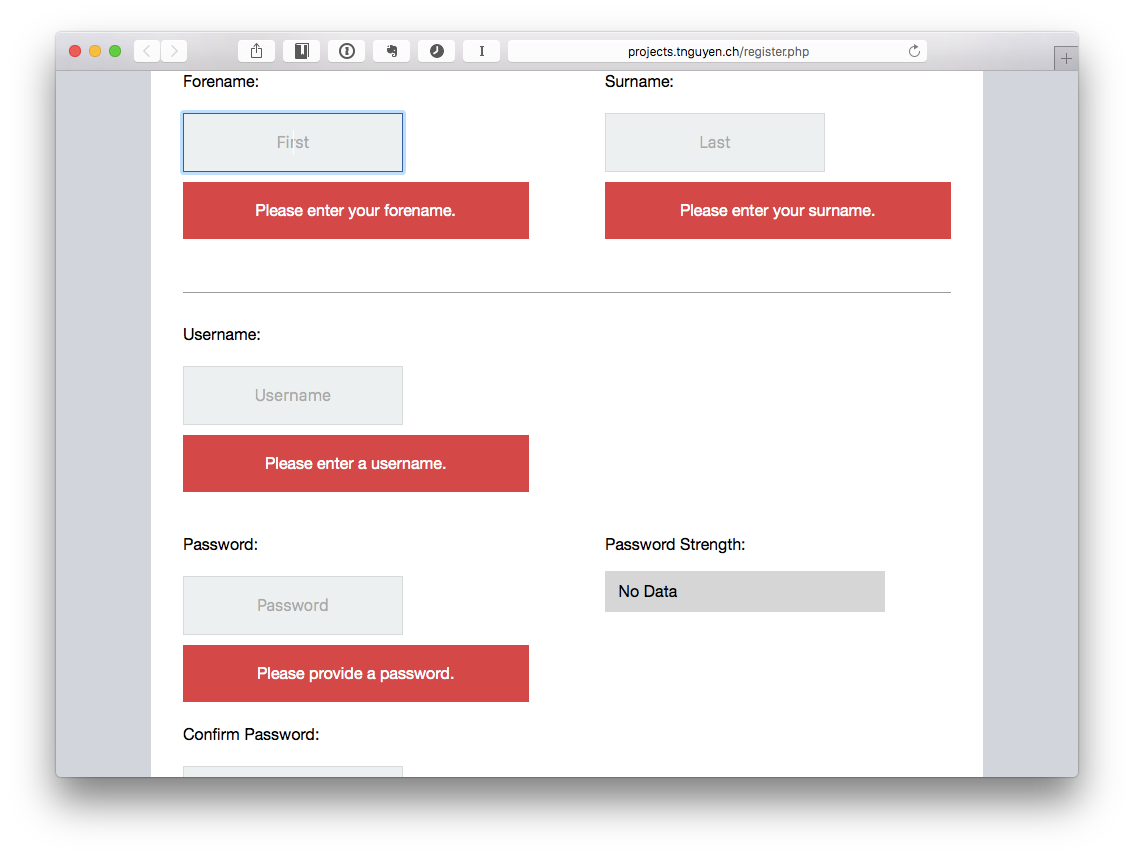 projects.tnguyen.ch/register.php
Forename:
Surname:
First
Last
Please enter your forename.
Please enter your surname.
Username:
Username
Please enter a username.
Password:
Password Strength:
Password
No Data
Please provide a password.
Confirm Password: